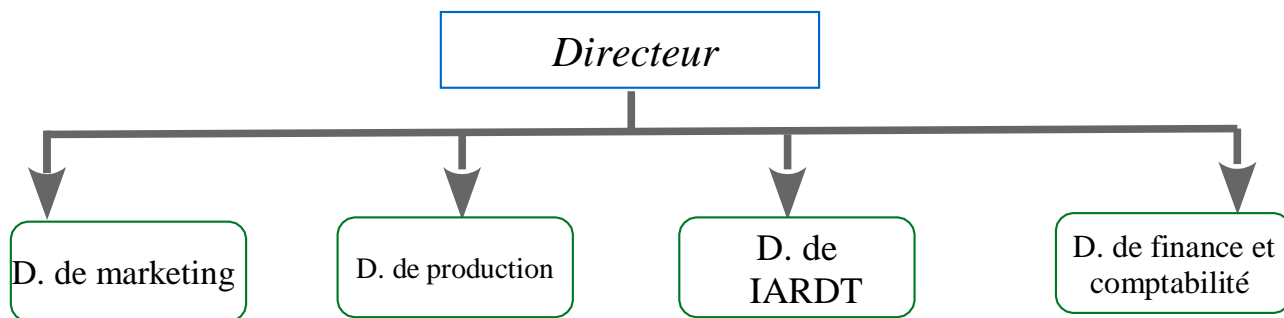 Directeur
D. de marketing
D. de production
D. de
IARDT
D. de finance et
comptabilité